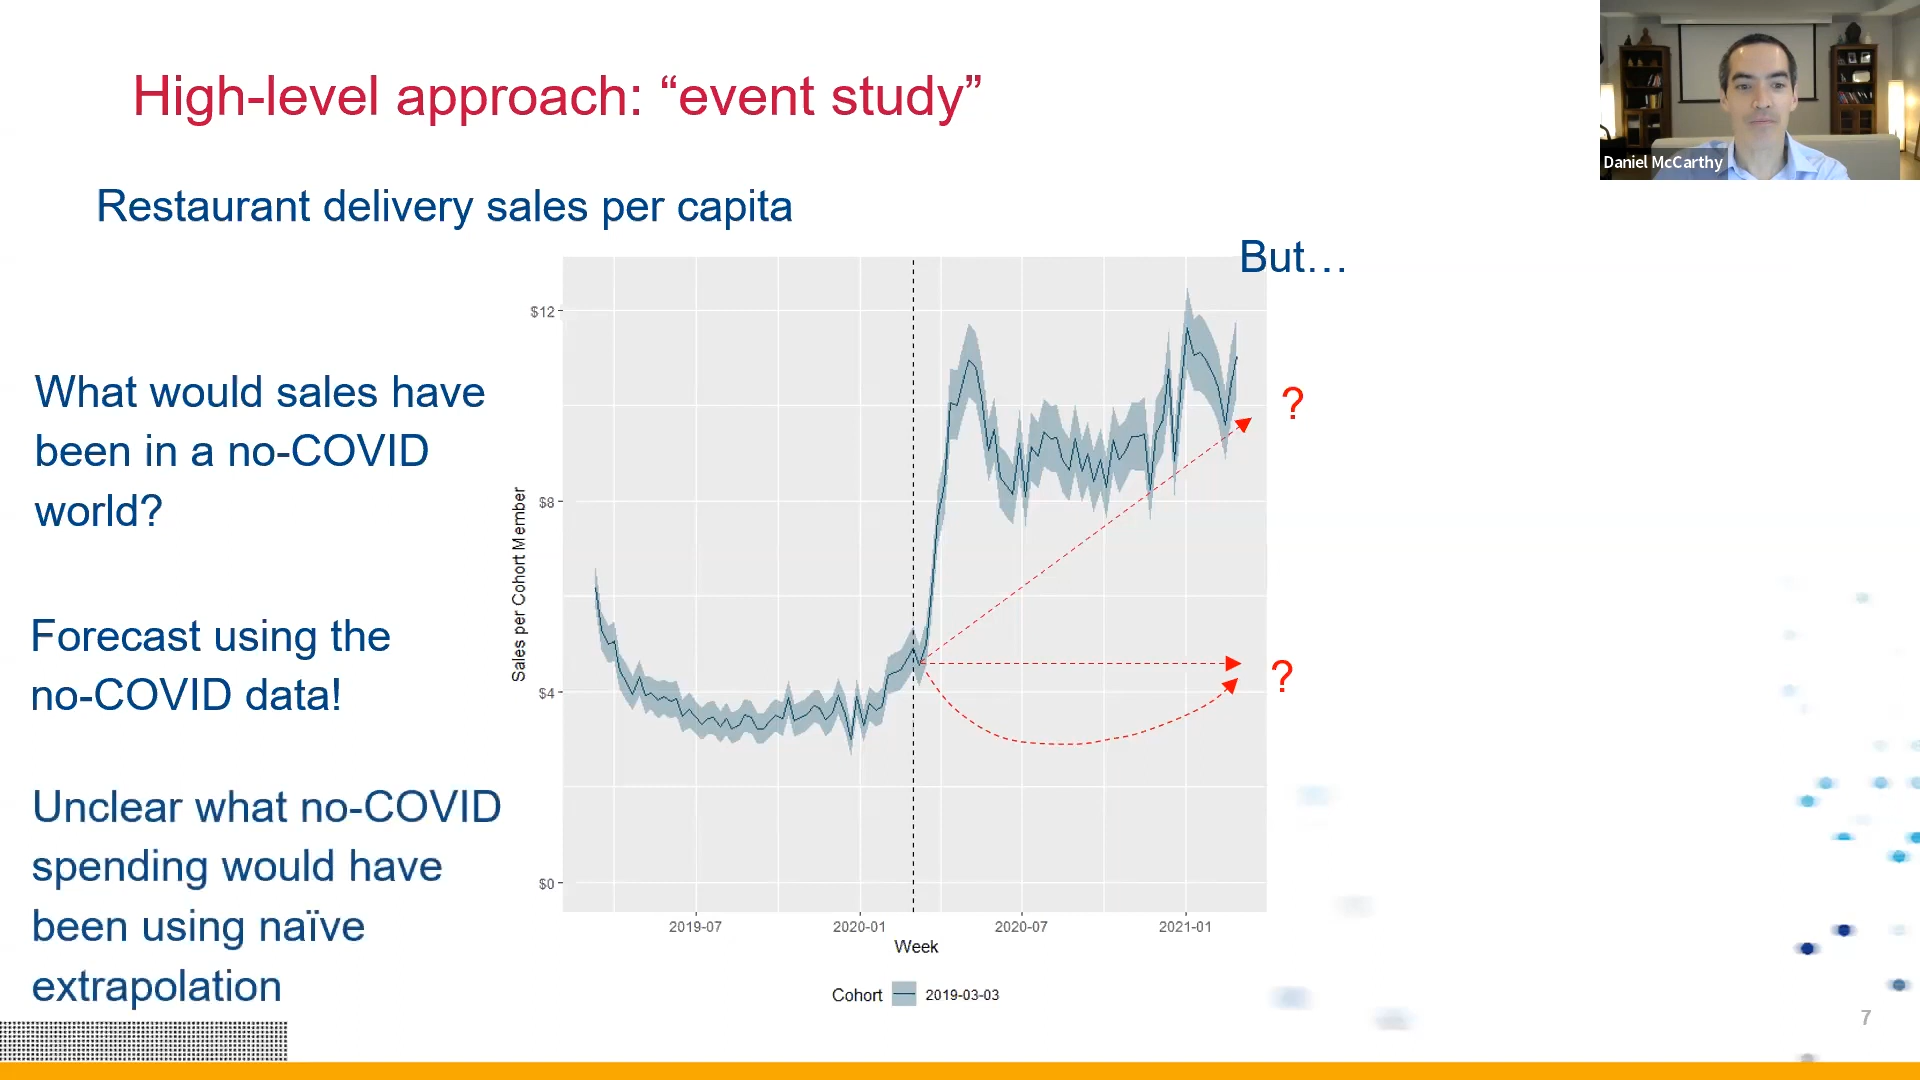 High-level approach: “event study”
Daniel McCarthy
Restaurant delivery sales per capita
But…
What would sales have
been in a no-COVID
world?
Forecast using the
no-COVID data!
Unclear what no-COVID
spending would have
been using naïve
extrapolation
Sales per Cohort Member
$12
$8
$4
$0
?
?
2019-07
2020-01
2020-07
2021-01
Week
Cohort
2019-03-03
7